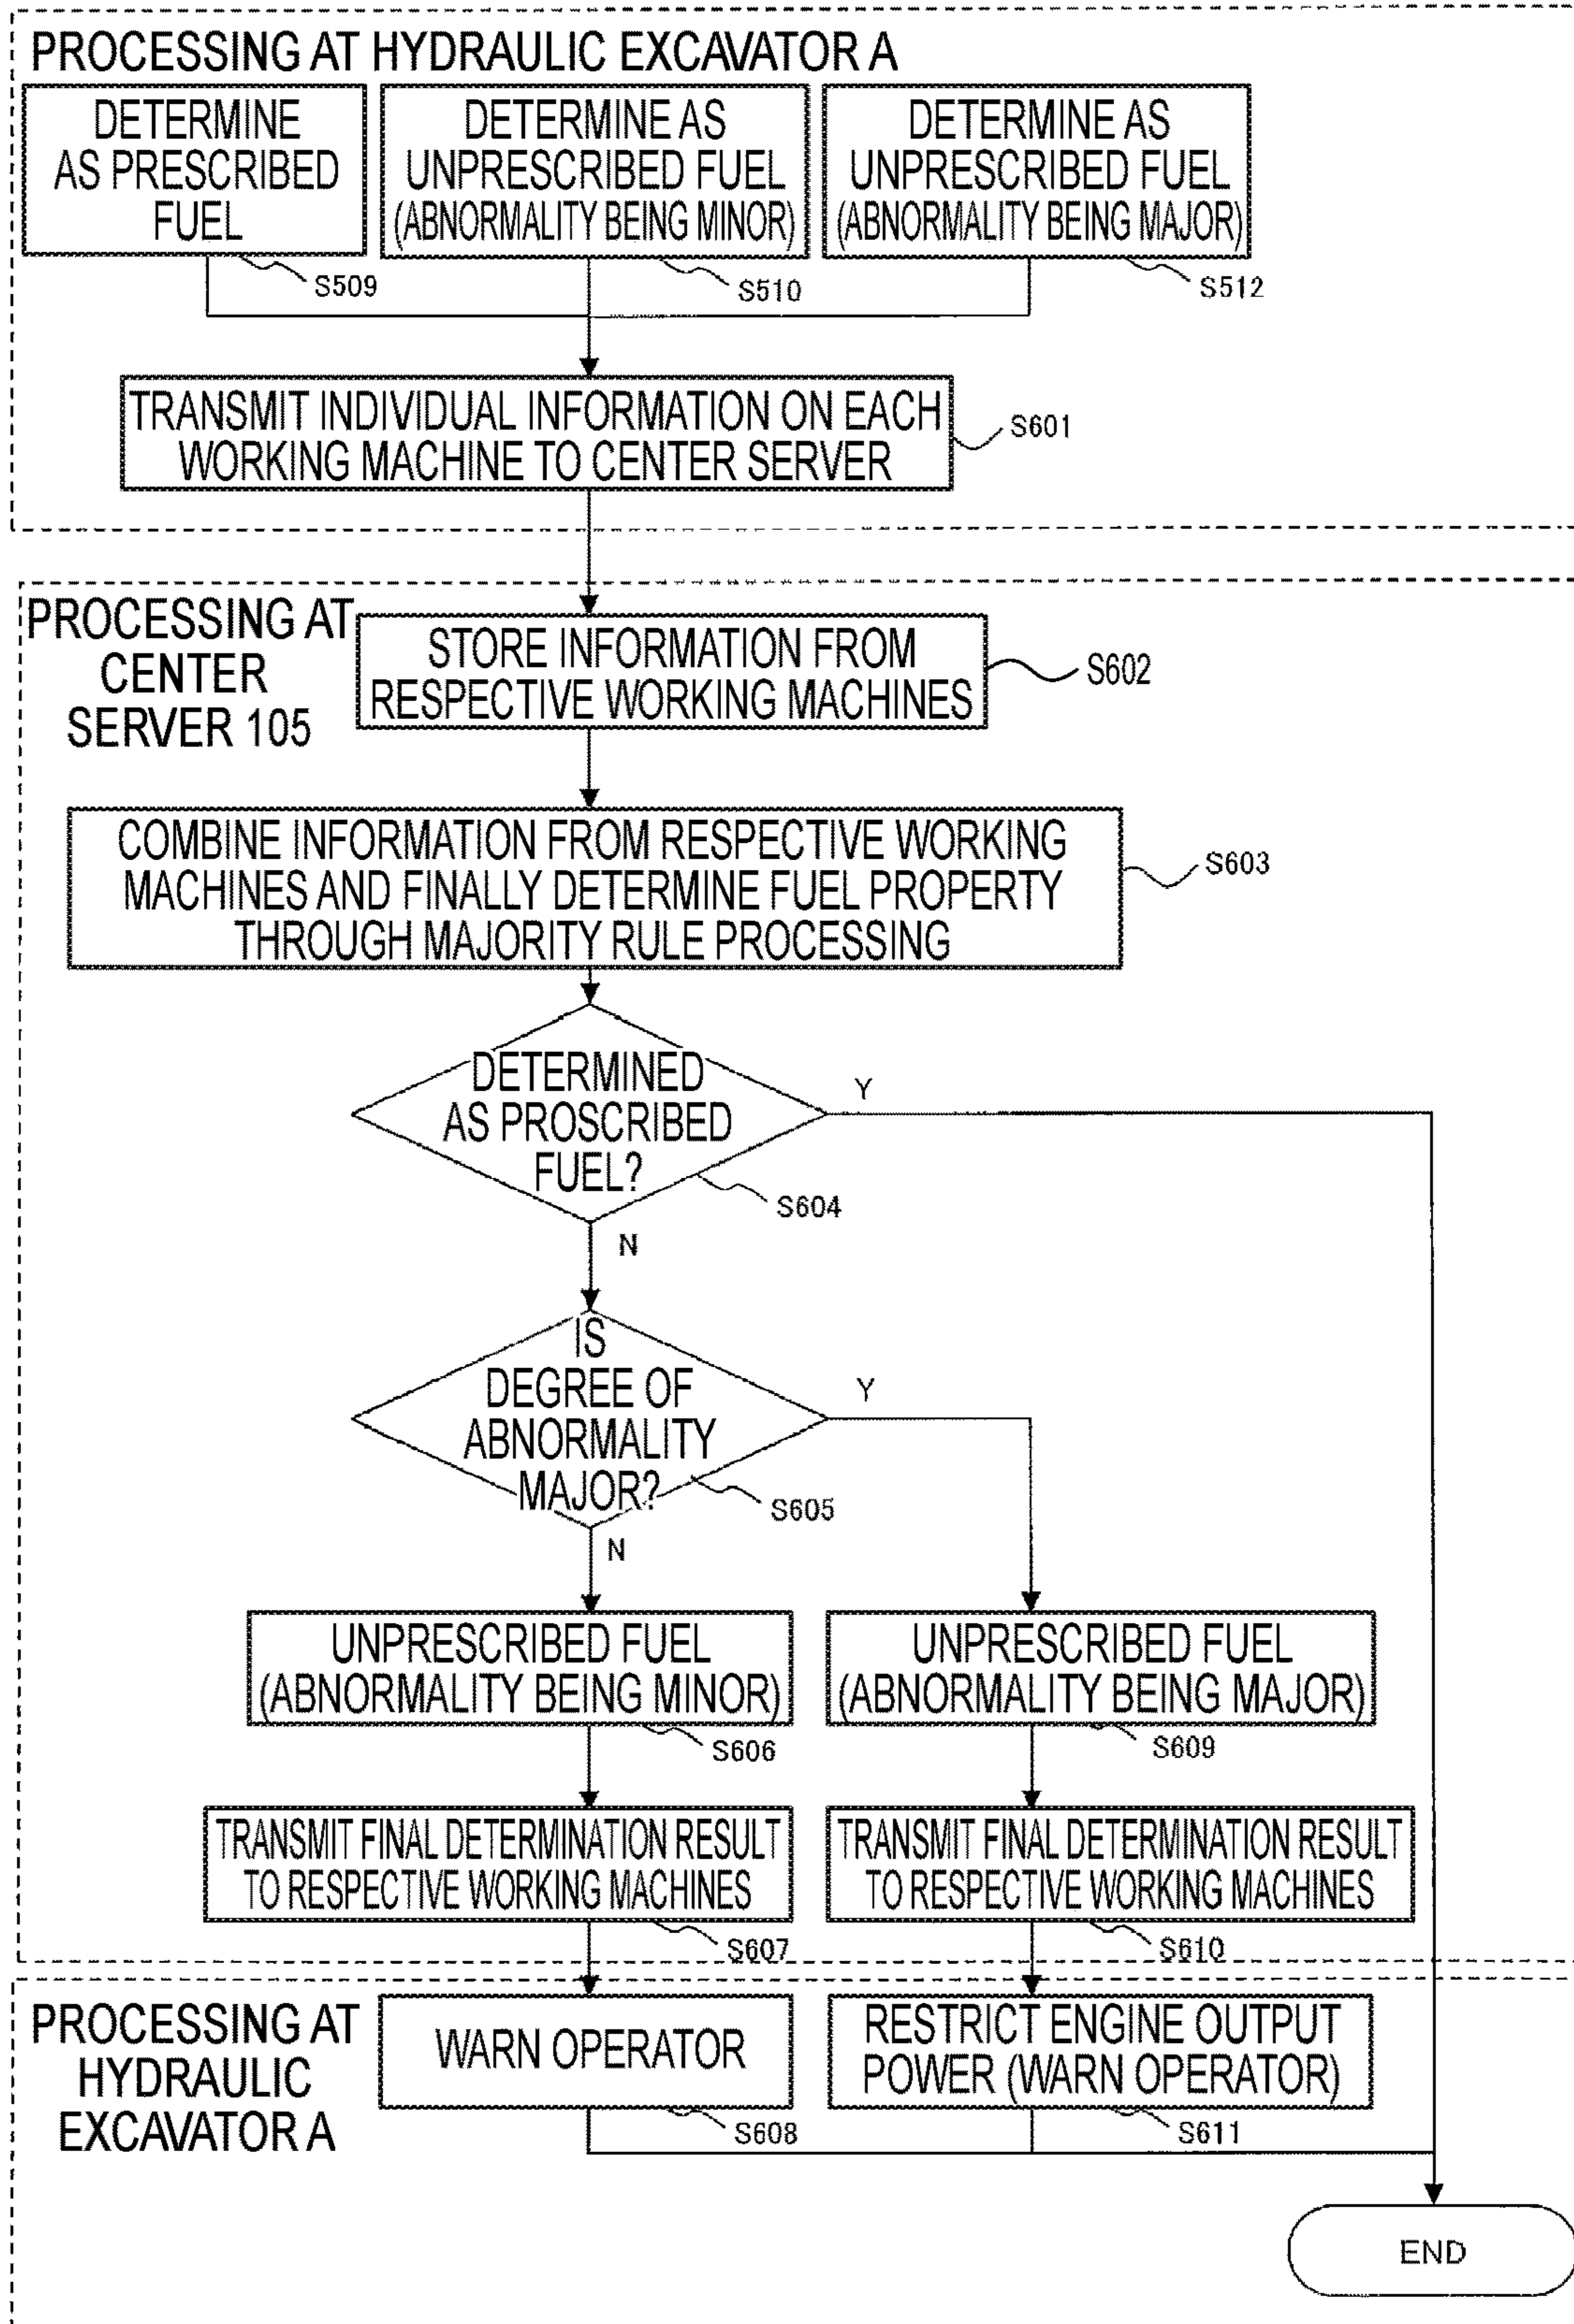 PROCESSING AT HYDRAULIC EXCAVATOR A
DETERMINE
AS PRESCRIBED
FUEL
S509
DETERMINE AS
UNPRESCRIBED FUEL
(ABNORMALITY BEING MINOR)
S510
DETERMINE AS
UNPRESCRIBED FUEL
(ABNORMALITY BEING MAJOR)
S512
TRANSMIT INDIVIDUAL INFORMATION ON EACH
WORKING MACHINE TO CENTER SERVER
S601
PROCESSING AT
CENTER
SERVER 105
STORE INFORMATION FROM
RESPECTIVE WORKING MACHINES
S602
COMBINE INFORMATION FROM RESPECTIVE WORKING
MACHINES AND FINALLY DETERMINE FUEL PROPERTY
THROUGH MAJORITY RULE PROCESSING
S603
DETERMINED
AS PROSCRIBED
FUEL?
S604
Y
N
IS
DEGREE OF
ABNORMALITY
MAJOR?
S605
Y
N
UNPRESCRIBED FUEL
(ABNORMALITY BEING MINOR)
S606
UNPRESCRIBED FUEL
(ABNORMALITY BEING MAJOR)
S609
TRANSMIT FINAL DETERMINATION RESULT
TO RESPECTIVE WORKING MACHINES
S607
TRANSMIT FINAL DETERMINATION RESULT
TO RESPECTIVE WORKING MACHINES
S610
PROCESSING AT
HYDRAULIC
EXCAVATOR A
WARN OPERATOR
S608
RESTRICT ENGINE OUTPUT
POWER (WARN OPERATOR)
S611
END